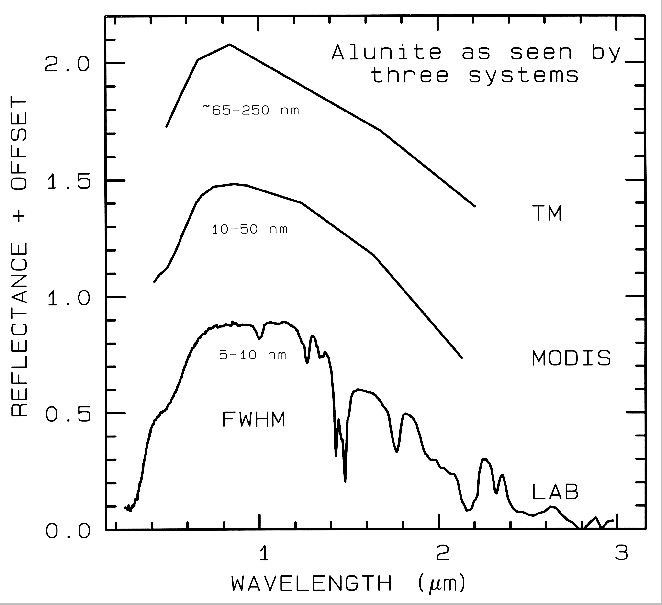 Alunite as seen by
three systems
2.0
~65-250 nm
REFLECTANCE + OFFSET
1.5
TM
10-50 nm
1.0
5-10 nm
MODIS
0.5
FWHM
LAB
0.0
1
2
3
WAVELENGTH (μm)